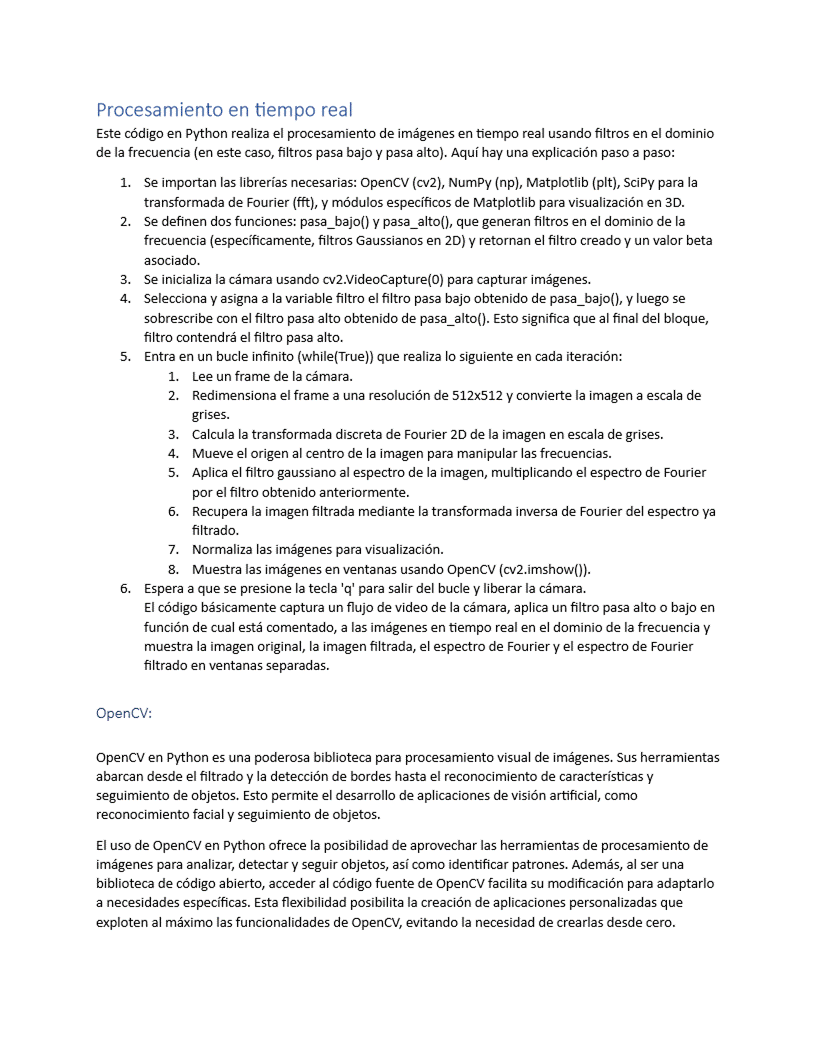 Procesamiento en tiempo real
Este código en Python realiza el procesamiento de imágenes en tiempo real usando filtros en el dominio
de la frecuencia (en este caso, filtros pasa bajo y pasa alto). Aquí hay una explicación paso a paso:
1. Se importan las librerías necesarias: OpenCV (cv2), NumPy (np), Matplotlib (plt), SciPy para la
transformada de Fourier (fft), y módulos específicos de Matplotlib para visualización en 3D.
2. Se definen dos funciones: pasa_bajo() y pasa_alto(), que generan filtros en el dominio de la
frecuencia (específicamente, filtros Gaussianos en 2D) y retornan el filtro creado y un valor beta
asociado.
3. Se inicializa la cámara usando cv2.VideoCapture(0) para capturar imágenes.
4. Selecciona y asigna a la variable filtro el filtro pasa bajo obtenido de pasa_bajo(), y luego se
sobrescribe con el filtro pasa alto obtenido de pasa_alto(). Esto significa que al final del bloque,
filtro contendrá el filtro pasa alto.
5. Entra en un bucle infinito (while(True)) que realiza lo siguiente en cada iteración:
1. Lee un frame de la cámara.
2. Redimensiona el frame a una resolución de 512x512 y convierte la imagen a escala de
grises.
3. Calcula la transformada discreta de Fourier 2D de la imagen en escala de grises.
4. Mueve el origen al centro de la imagen para manipular las frecuencias.
5. Aplica el filtro gaussiano al espectro de la imagen, multiplicando el espectro de Fourier
por el filtro obtenido anteriormente.
6. Recupera la imagen filtrada mediante la transformada inversa de Fourier del espectro ya
filtrado.
7. Normaliza las imágenes para visualización.
8. Muestra las imágenes en ventanas usando OpenCV (cv2.imshow()).
6. Espera a que se presione la tecla 'q' para salir del bucle y liberar la cámara.
El código básicamente captura un flujo de video de la cámara, aplica un filtro pasa alto o bajo en
función de cual está comentado, a las imágenes en tiempo real en el dominio de la frecuencia y
muestra la imagen original, la imagen filtrada, el espectro de Fourier y el espectro de Fourier
filtrado en ventanas separadas.
OpenCV:
OpenCV en Python es una poderosa biblioteca para procesamiento visual de imágenes. Sus herramientas
abarcan desde el filtrado y la detección de bordes hasta el reconocimiento de características y
seguimiento de objetos. Esto permite el desarrollo de aplicaciones de visión artificial, como
reconocimiento facial y seguimiento de objetos.
El uso de OpenCV en Python ofrece la posibilidad de aprovechar las herramientas de procesamiento de
imágenes para analizar, detectar y seguir objetos, así como identificar patrones. Además, al ser una
biblioteca de código abierto, acceder al código fuente de OpenCV facilita su modificación para adaptarlo
a necesidades específicas. Esta flexibilidad posibilita la creación de aplicaciones personalizadas que
exploten al máximo las funcionalidades de OpenCV, evitando la necesidad de crearlas desde cero.